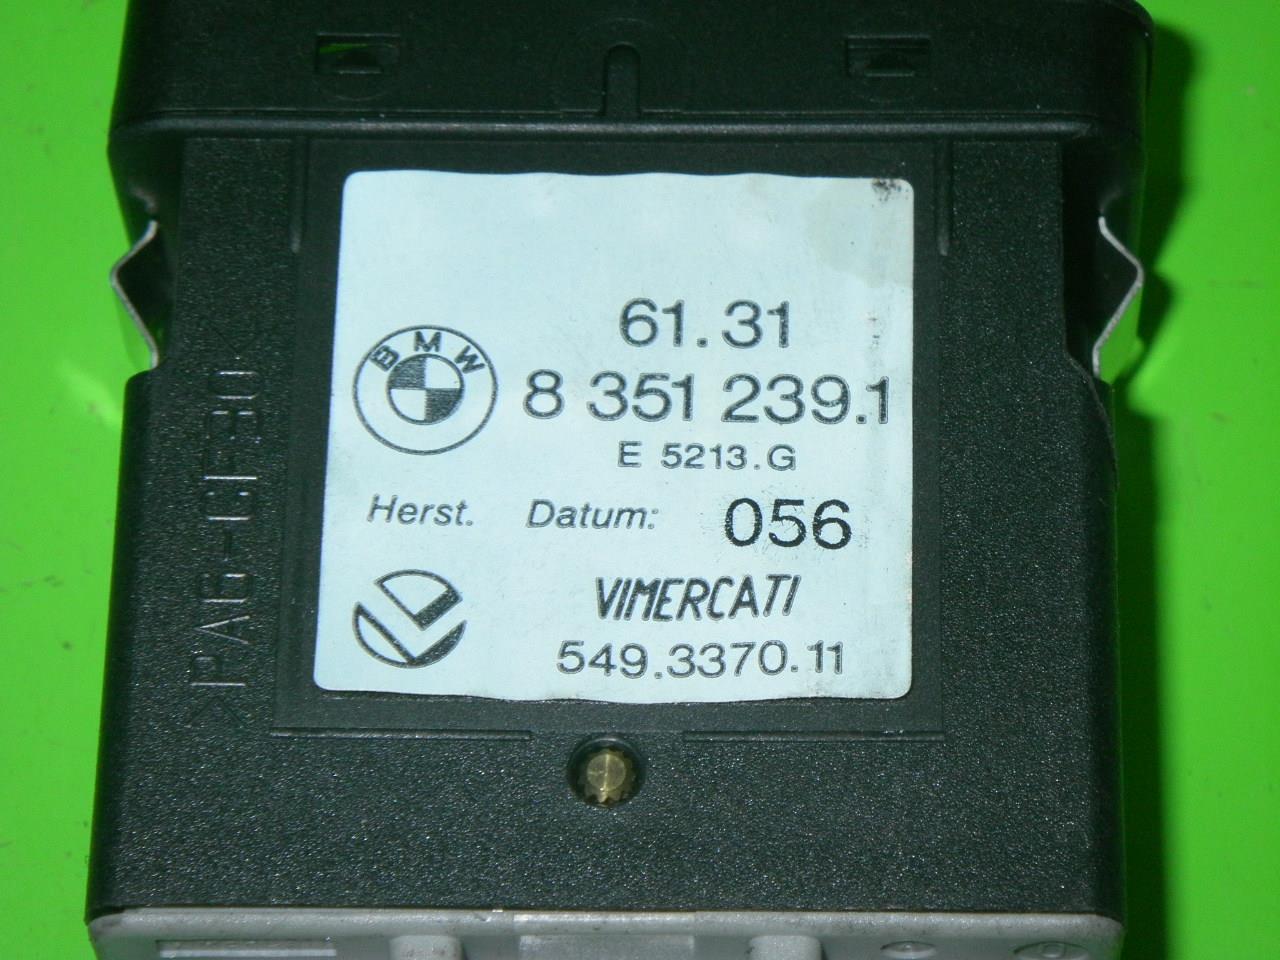 61.31
BMW
8 351 239.1
E 5213.G
Herst. Datum: 056
VIMERCATI
549.3370.11
>PA6-GF30<